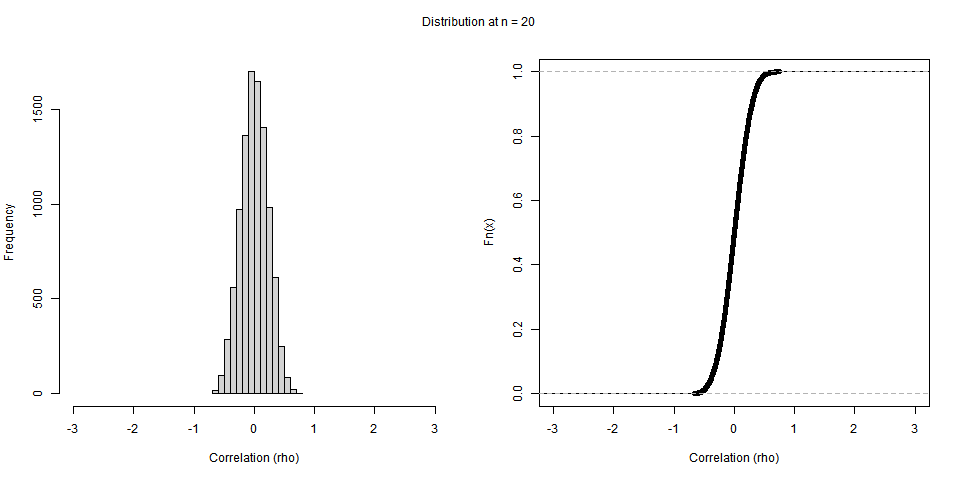 Distribution at n = 20
Frequency
1500
1000
500
0
-3 -2 -1 0 1 2 3
Correlation (rho)
Fn(x)
1.0
0.8
0.6
0.4
0.2
0.0
-3 -2 -1 0 1 2 3
Correlation (rho)